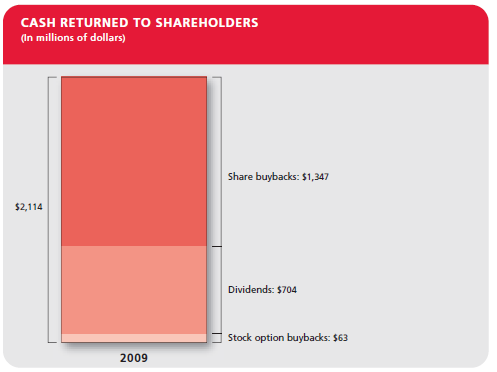 CASH RETURNED TO SHAREHOLDERS
(In millions of dollars)
Share buybacks: $1,347
$2,114
Dividends: $704
Stock option buybacks: $63
2009